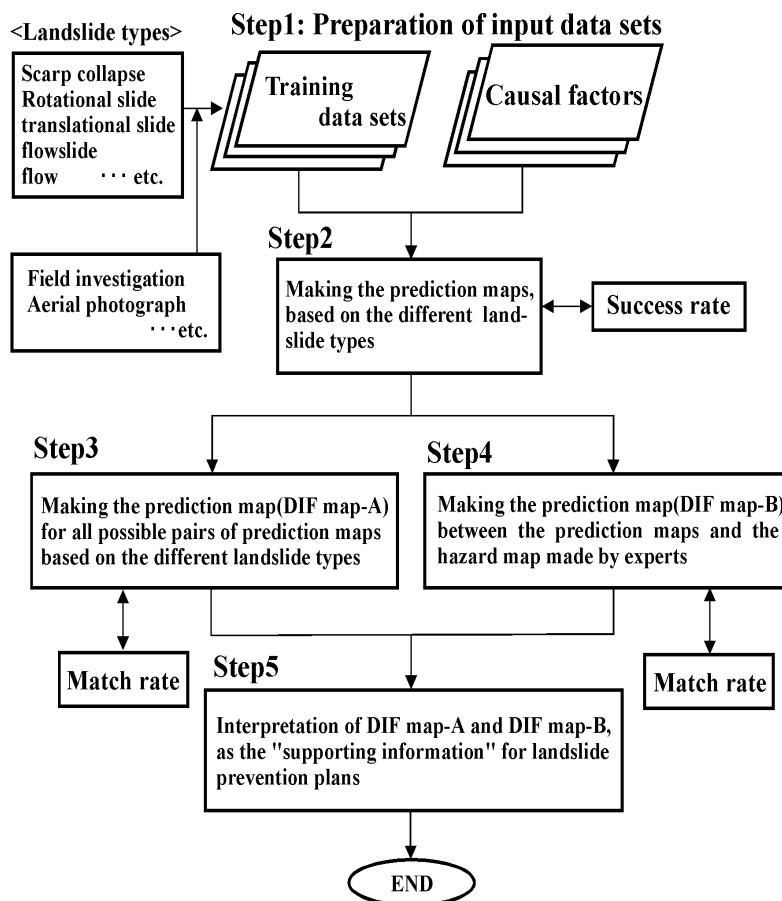 Step1: Preparation of input data sets
<Landslide types>
Scarp collapse
Rotational slide
translational slide
flowslide
flow ··· etc.
Training
data sets
Causal factors
Field investigation
Aerial photograph
···etc.
Step2
Making the prediction maps,
based on the different land-
slide types
Success rate
Step3
Making the prediction map(DIF map-A)
for all possible pairs of prediction maps
based on the different landslide types
Match rate
Step4
Making the prediction map(DIF map-B)
between the prediction maps and the
hazard map made by experts
Match rate
Step5
Interpretation of DIF map-A and DIF map-B,
as the "supporting information" for landslide
prevention plans
END